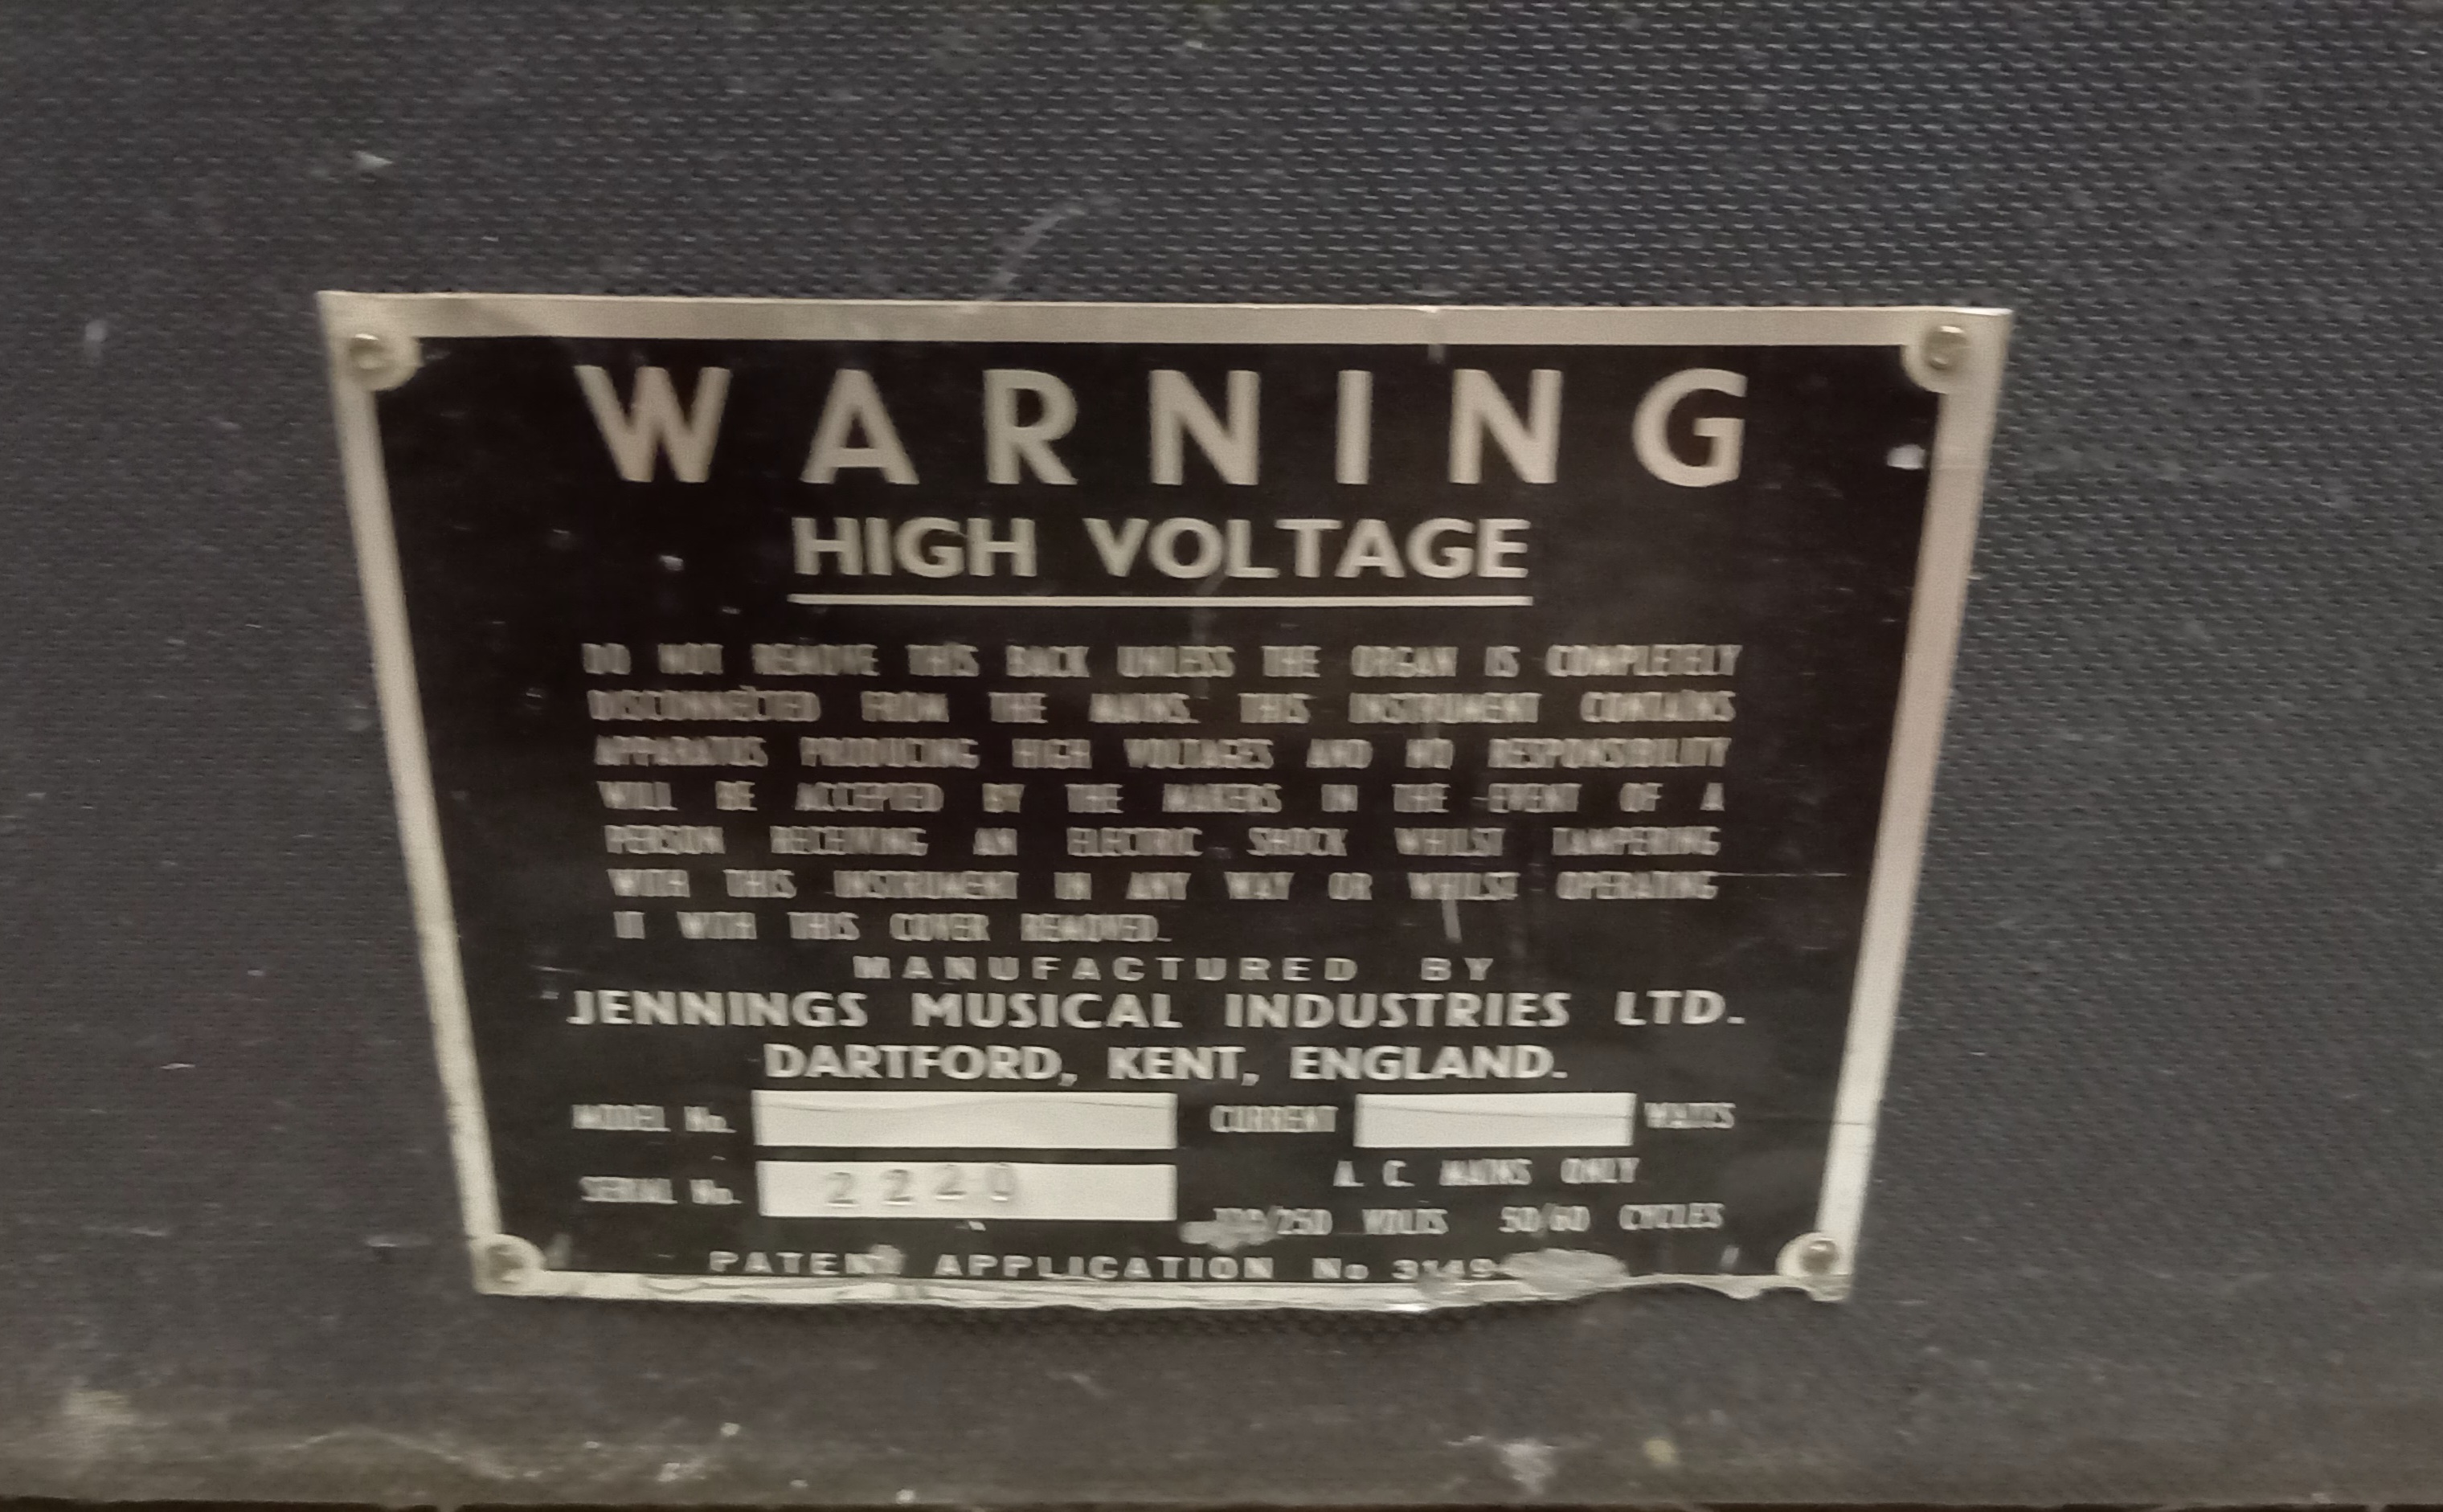 WARNING
HIGH VOLTAGE
DO NOT REMOVE THIS BACK UNLESS THE ORGAN IS COMPLETELY
DISCONNECTED FROM THE MAINS. THIS INSTRUMENT CONTAINS
APPARATUS PRODUCING HIGH VOLTAGES AND NO RESPONSIBILITY
WILL BE ACCEPTED BY THE MAKERS IN THE EVENT OF A
PERSON RECEIVING AN ELECTRIC SHOCK WHILST TAMPERING
WITH THIS INSTRUMENT IN ANY WAY OR WHILST OPERATING
IT WITH THIS COVER REMOVED.
MANUFACTURED BY
JENNINGS MUSICAL INDUSTRIES LTD.
DARTFORD, KENT, ENGLAND.
MODEL No. CURRENT WATTS
SERIAL No. 2220 A. C. MAINS ONLY
VOLTS 50/60 CYCLES
PATENT APPLICATION No